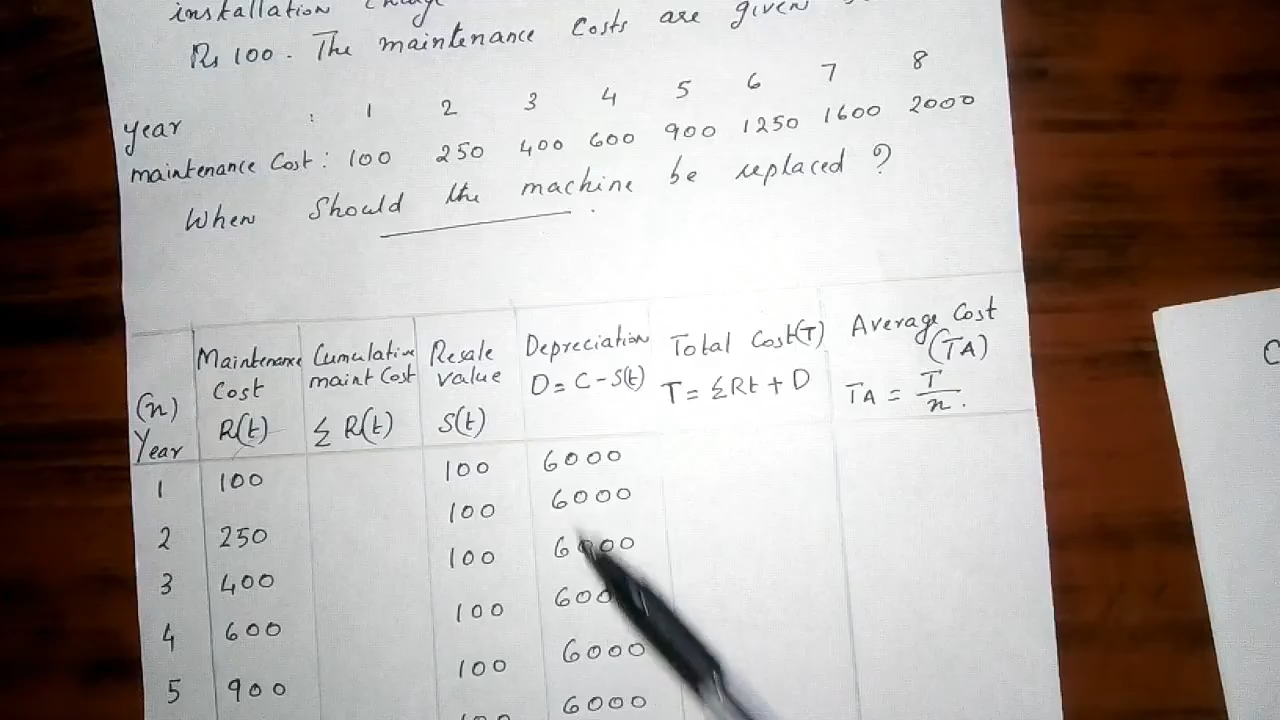 installation
Rs 100. The maintenance costs are given
year : 1 2 3 4 5 6 7 8
maintenance Cost : 100 250 400 600 900 1250 1600 2000
When Should the machine be replaced ?
(n) Year Maintenance Cost R(t) Cumulative maint Cost Σ R(t) Resale value S(t) Depreciation D = C - S(t) Total Cost(T) T = ΣRt + D Average Cost (TA) TA = T/n.
1 100 100 6000
2 250 100 6000
3 400 100 6000
4 600 100 600
5 900 100 6000
6000
C